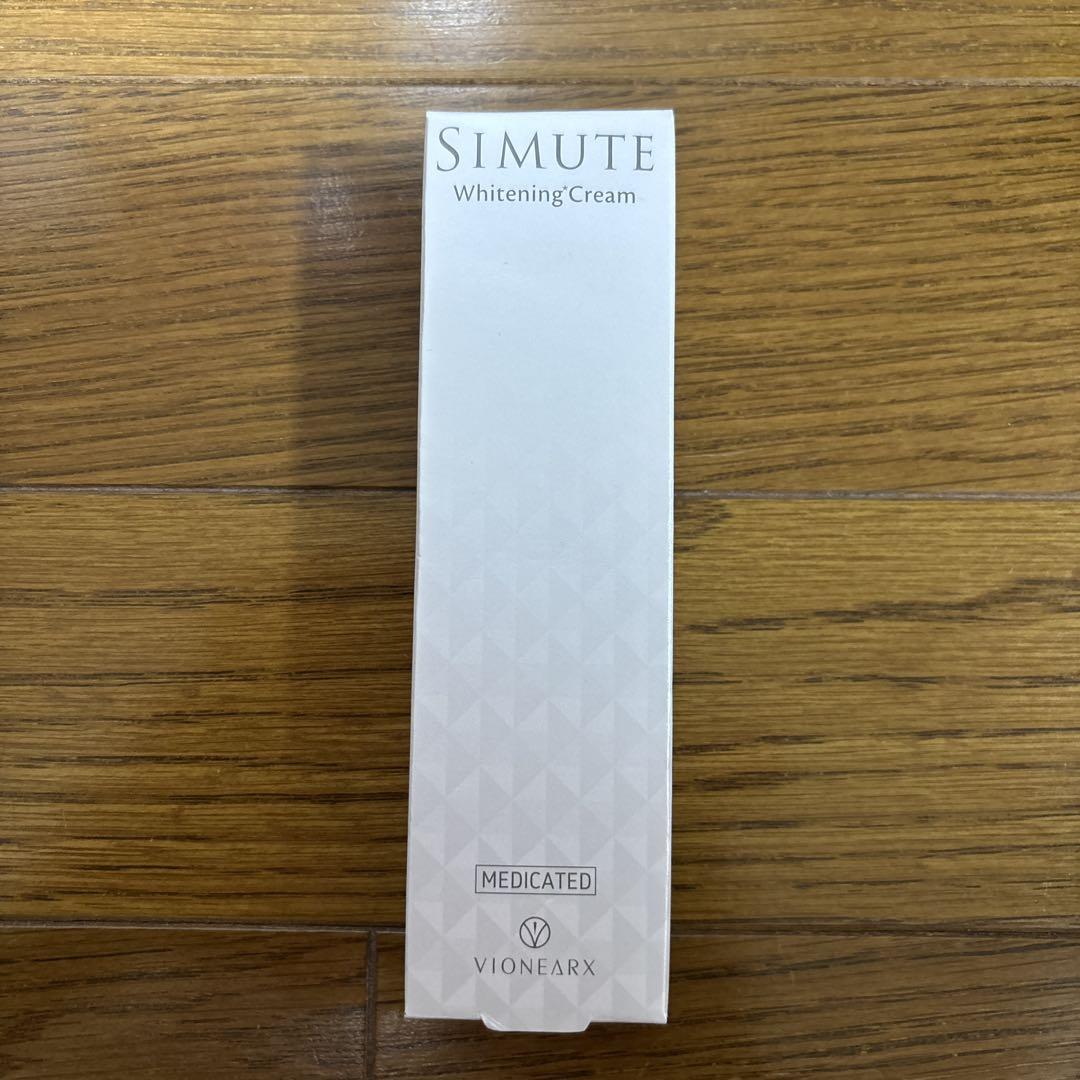 SIMUTE
Whitening*Cream
MEDICATED
VIONEARX